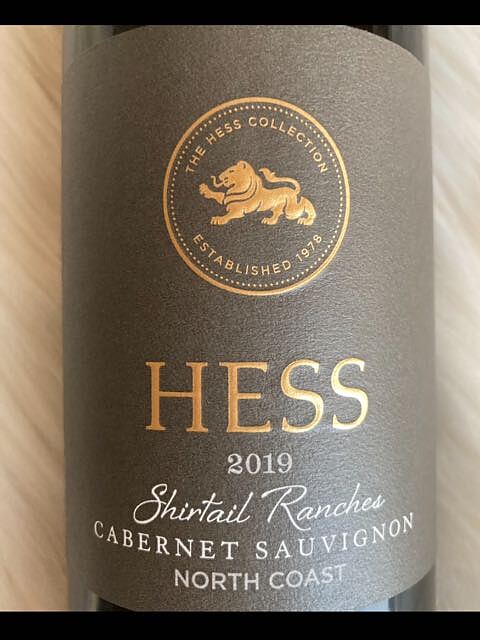 THE HESS COLLECTION
ESTABLISHED 1978
HESS
2019
Shirtail Ranches
CABERNET SAUVIGNON
NORTH COAST